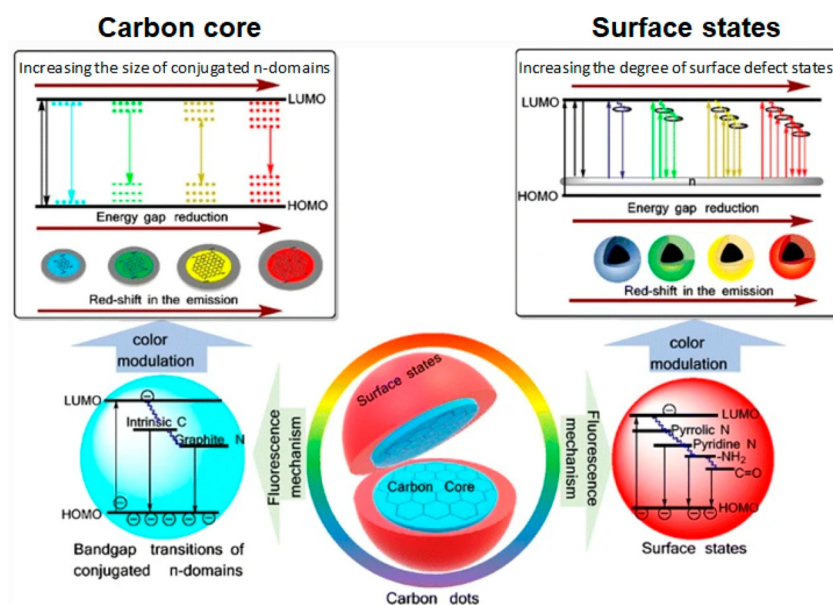 Carbon core
Surface states
Increasing the size of conjugated n-domains
LUMO
HOMO
Energy gap reduction
Red-shift in the emission
Increasing the degree of surface defect states
LUMO
n
HOMO
Energy gap reduction
Red-shift in the emission
color
modulation
color
modulation
LUMO
Intrinsic C
Graphite N
HOMO
Bandgap transitions of
conjugated n-domains
Fluorescence
mechanism
Surface states
Carbon Core
Carbon dots
Fluorescence
mechanism
LUMO
Pyrrolic N
Pyridine N
-NH2
C=O
HOMO
Surface states